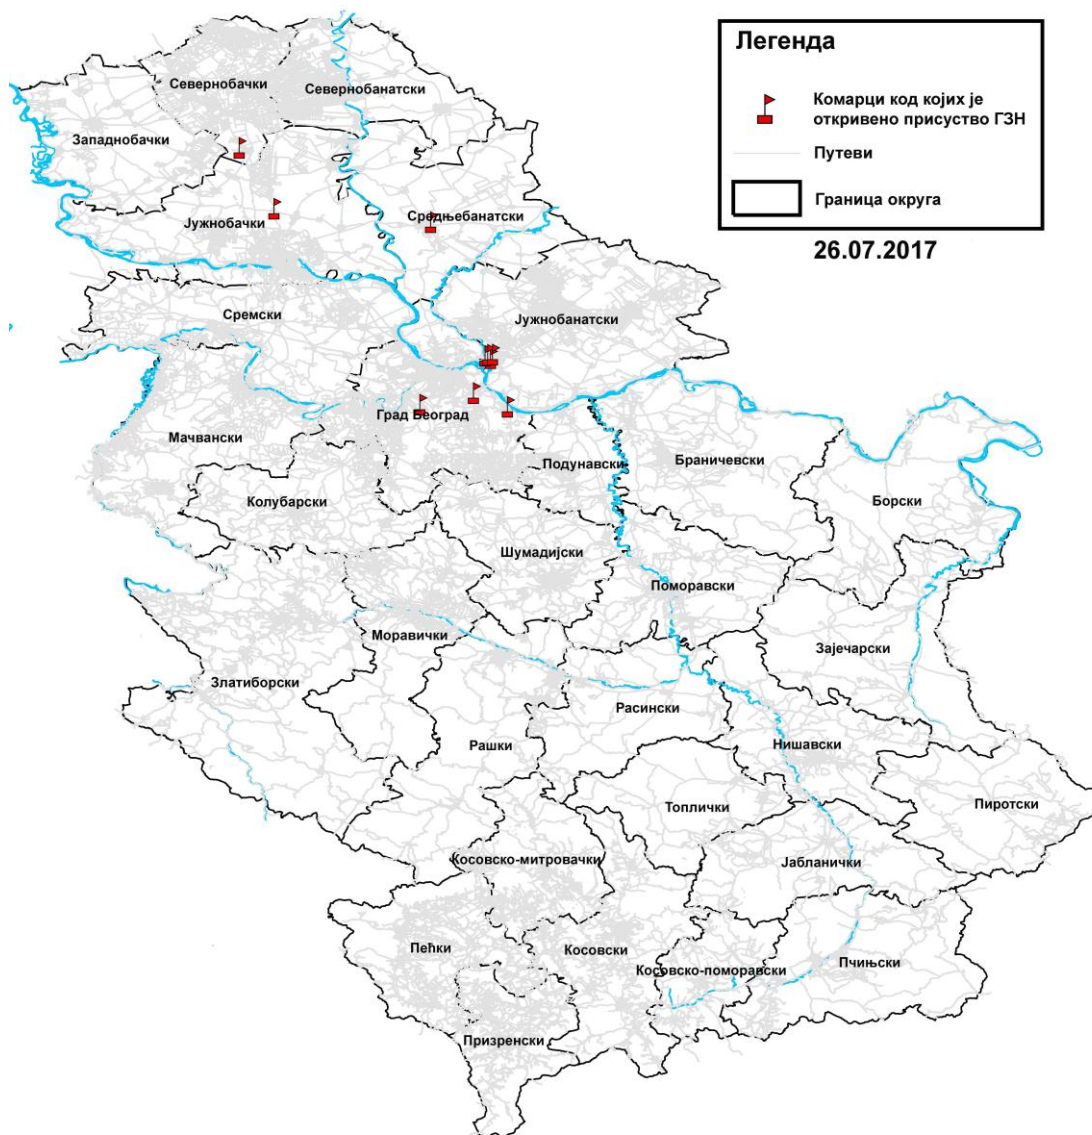 Легенда
Комарци код којих је
откривено присуство ГЗН
Путеви
Граница округа
26.07.2017
Севернобачки
Севернобанатски
Западнобачки
Јужнобачки
Средњебанатски
Сремски
Јужнобанатски
Град Београд
Мачвански
Подунавски
Браничевски
Колубарски
Борски
Шумадијски
Поморавски
Моравички
Зајечарски
Златиборски
Расински
Рашки
Нишавски
Топлички
Пиротски
Косовско-митровачки
Јабланички
Пећки
Косовски
Косовско-поморавски
Пчињски
Призренски